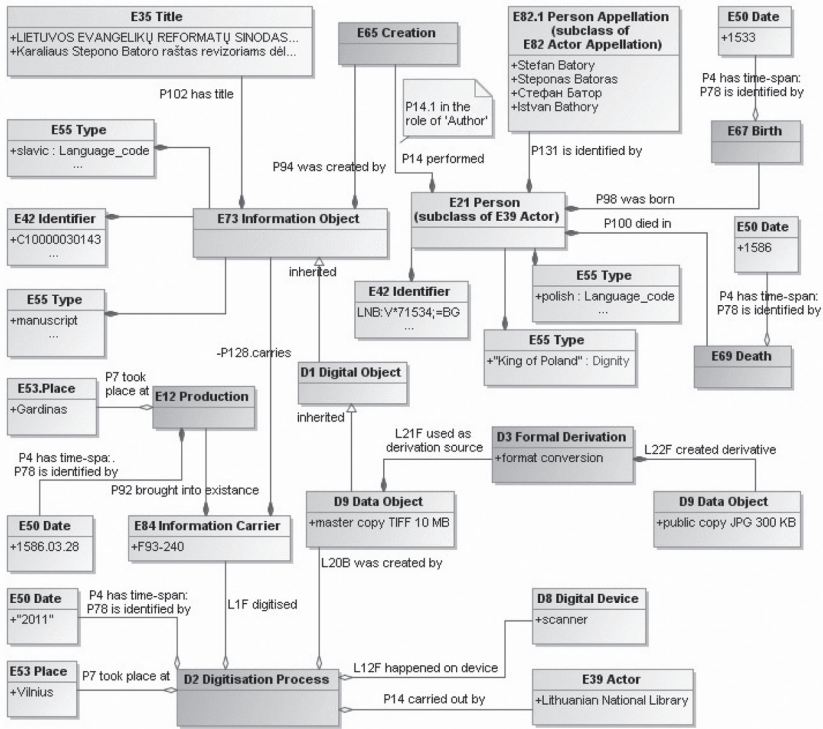 E35 Title
+LIETUVOS EVANGELIKŲ REFORMATŲ SINODAS...
+Karaliaus Stepono Batoro raštas revizoriams dėl...
E65 Creation
E82.1 Person Appellation
(subclass of
E82 Actor Appellation)
+Stefan Batory
+Steponas Batoras
+Стефан Батор
+Istvan Bathory
E50 Date
+1533
P4 has time-span:
P78 is identified by
E67 Birth
P102 has title
P14.1 in the
role of 'Author'
E55 Type
+slavic : Language_code
...
P94 was created by
P14 performed
P131 is identified by
P98 was born
E42 Identifier
+C10000030143
...
E73 Information Object
E21 Person
(subclass of E39 Actor)
P100 died in
E50 Date
+1586
inherited
E55 Type
+manuscript
...
E42 Identifier
LNB:V*71534;=BG
...
E55 Type
+polish : Language_code
...
P4 has time-span:
P78 is identified by
E55 Type
+"King of Poland" : Dignity
E69 Death
-P128.carries
D1 Digital Object
inherited
E53.Place
+Gardinas
P7 took
place at
E12 Production
P4 has time-spa:.
P78 is identified by
P92 brought into existance
L21F used as
derivation source
D3 Formal Derivation
+format conversion
L22F created derivative
E50 Date
+1586.03.28
E84 Information Carrier
+F93-240
D9 Data Object
+master copy TIFF 10 MB
D9 Data Object
+public copy JPG 300 KB
L20B was created by
E50 Date
+"2011"
P4 has time-span:
P78 is identified by
L1F digitised
D8 Digital Device
+scanner
E53 Place
+Vilnius
P7 took place at
D2 Digitisation Process
L12F happened on device
P14 carried out by
E39 Actor
+Lithuanian National Library